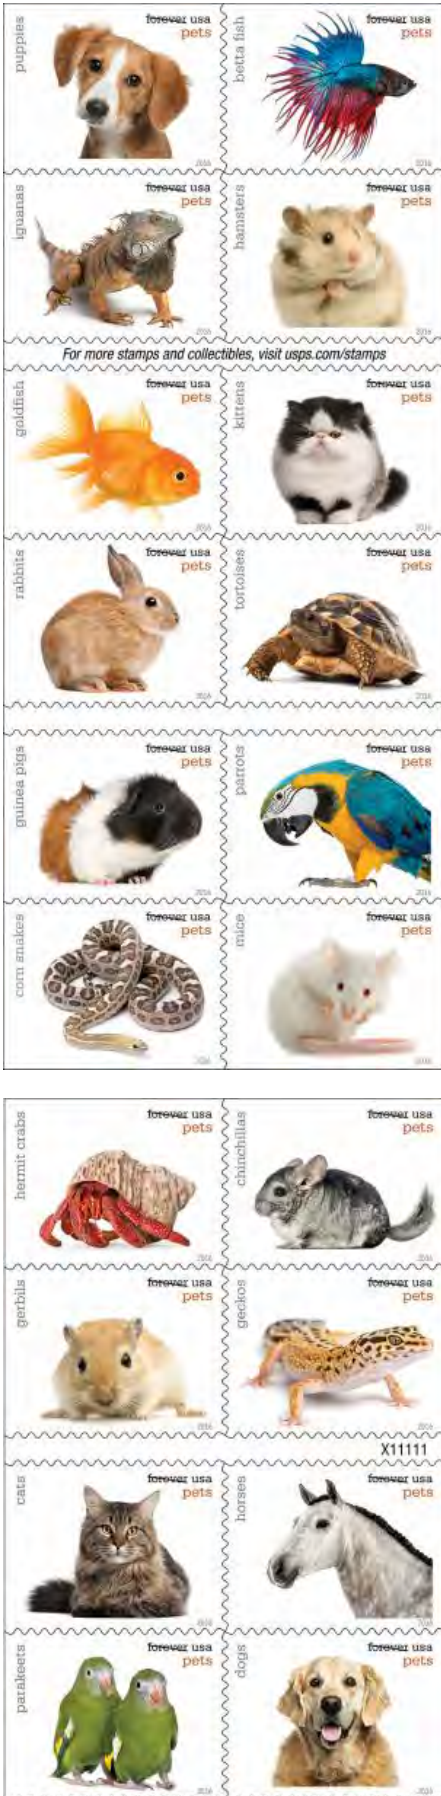 puppies
forever usa
pets
2016
betta fish
forever usa
pets
2016
iguanas
forever usa
pets
2016
hamsters
forever usa
pets
2016
For more stamps and collectibles, visit usps.com/stamps
goldfish
forever usa
pets
2016
kittens
forever usa
pets
2016
rabbits
forever usa
pets
2016
tortoises
forever usa
pets
2016
guinea pigs
forever usa
pets
2016
parrots
forever usa
pets
2016
corn snakes
forever usa
pets
2016
mice
forever usa
pets
2016
hermit crabs
forever usa
pets
2016
chinchillas
forever usa
pets
2016
gerbils
forever usa
pets
2016
geckos
forever usa
pets
2016
X11111
cats
forever usa
pets
2016
horses
forever usa
pets
2016
parakeets
forever usa
pets
2016
dogs
forever usa
pets
2016